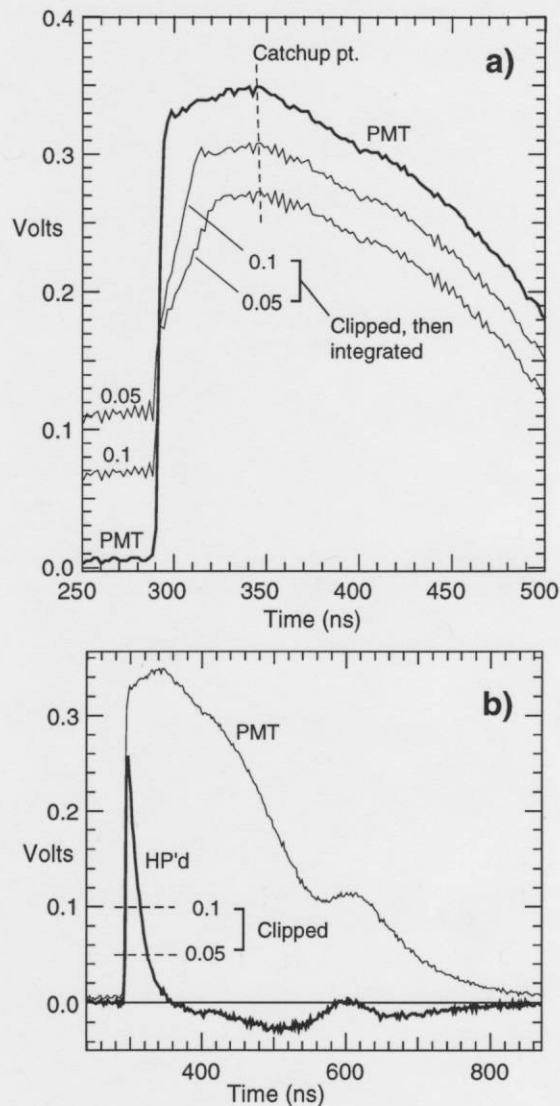 a)
0.4
Catchup pt.
PMT
0.3
Volts
0.2
0.1
0.05
Clipped, then
integrated
0.05
0.1
0.1
PMT
0.0
250 300 350 400 450 500
Time (ns)
b)
0.3
PMT
0.2
Volts
HP'd
0.1
0.1
Clipped
0.05
0.0
400 600 800
Time (ns)